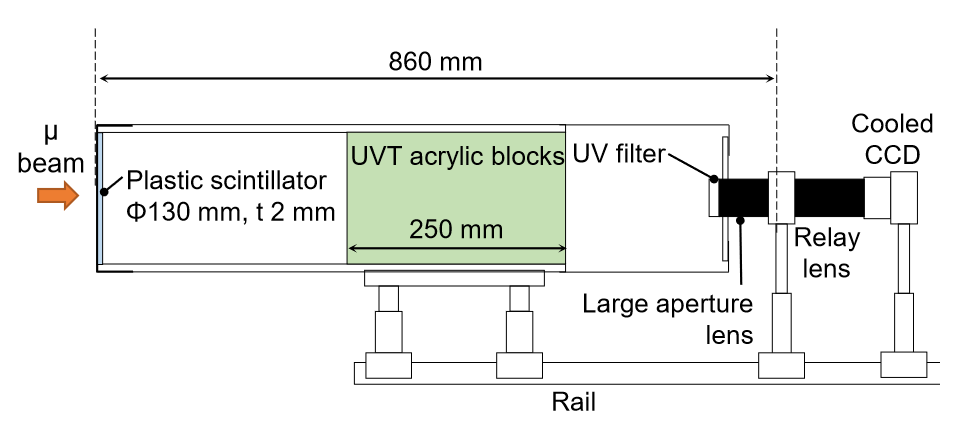 860 mm
μ
beam
Cooled
CCD
UVT acrylic blocks
UV filter
Plastic scintillator
Φ130 mm, t 2 mm
250 mm
Relay
lens
Large aperture
lens
Rail